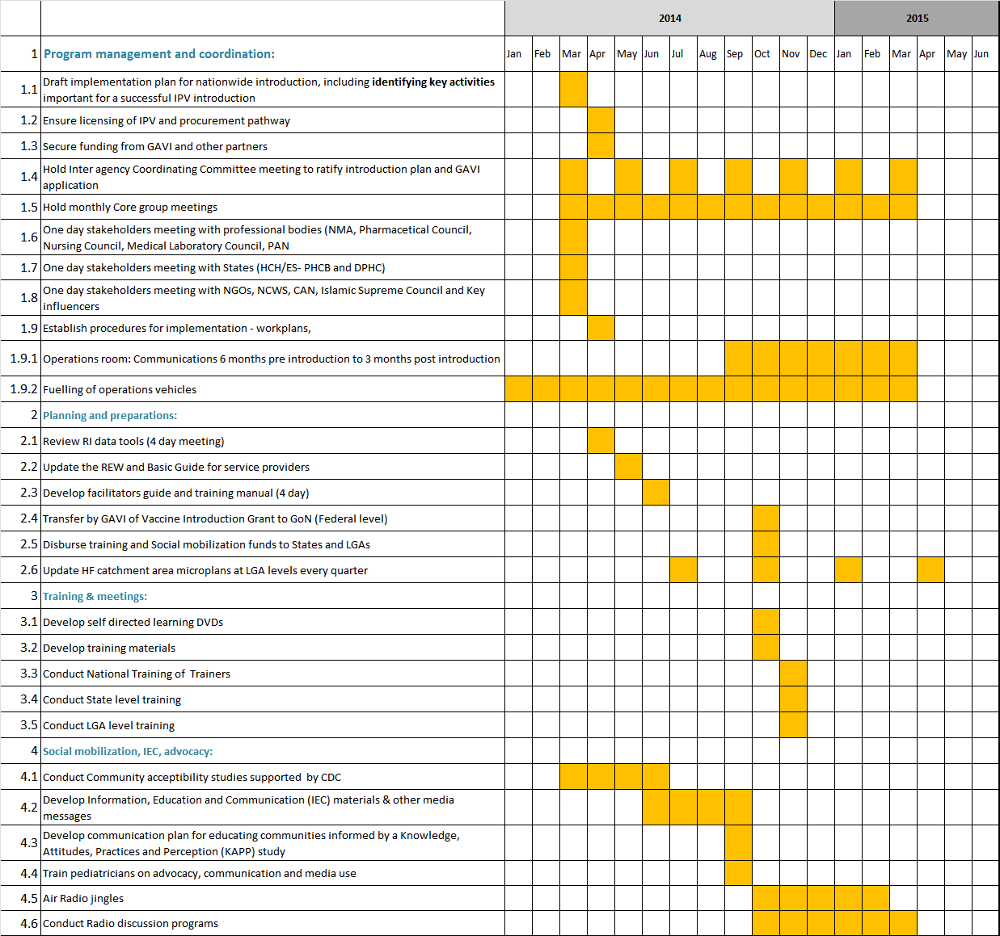 2014 2015
1 Program management and coordination: Jan Feb Mar Apr May Jun Jul Aug Sep Oct Nov Dec Jan Feb Mar Apr May Jun
1.1 Draft implementation plan for nationwide introduction, including identifying key activities
important for a successful IPV introduction
1.2 Ensure licensing of IPV and procurement pathway
1.3 Secure funding from GAVI and other partners
1.4 Hold Inter agency Coordinating Committee meeting to ratify introduction plan and GAVI
application
1.5 Hold monthly Core group meetings
1.6 One day stakeholders meeting with professional bodies (NMA, Pharmacetical Council,
Nursing Council, Medical Laboratory Council, PAN
1.7 One day stakeholders meeting with States (HCH/ES- PHCB and DPHC)
1.8 One day stakeholders meeting with NGOs, NCWS, CAN, Islamic Supreme Council and Key
influencers
1.9 Establish procedures for implementation - workplans,
1.9.1 Operations room: Communications 6 months pre introduction to 3 months post introduction
1.9.2 Fuelling of operations vehicles
2 Planning and preparations:
2.1 Review RI data tools (4 day meeting)
2.2 Update the REW and Basic Guide for service providers
2.3 Develop facilitators guide and training manual (4 day)
2.4 Transfer by GAVI of Vaccine Introduction Grant to GoN (Federal level)
2.5 Disburse training and Social mobilization funds to States and LGAs
2.6 Update HF catchment area microplans at LGA levels every quarter
3 Training & meetings:
3.1 Develop self directed learning DVDs
3.2 Develop training materials
3.3 Conduct National Training of Trainers
3.4 Conduct State level training
3.5 Conduct LGA level training
4 Social mobilization, IEC, advocacy:
4.1 Conduct Community acceptibility studies supported by CDC
4.2 Develop Information, Education and Communication (IEC) materials & other media
messages
4.3 Develop communication plan for educating communities informed by a Knowledge,
Attitudes, Practices and Perception (KAPP) study
4.4 Train pediatricians on advocacy, communication and media use
4.5 Air Radio jingles
4.6 Conduct Radio discussion programs